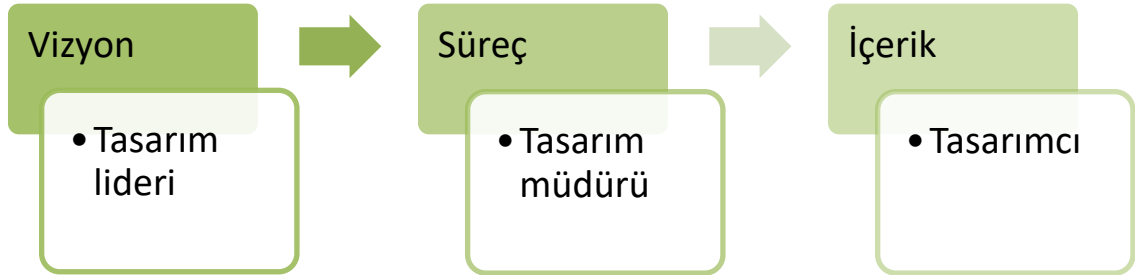 Vizyon
• Tasarım
lideri
Süreç
• Tasarım
müdürü
İçerik
• Tasarımcı